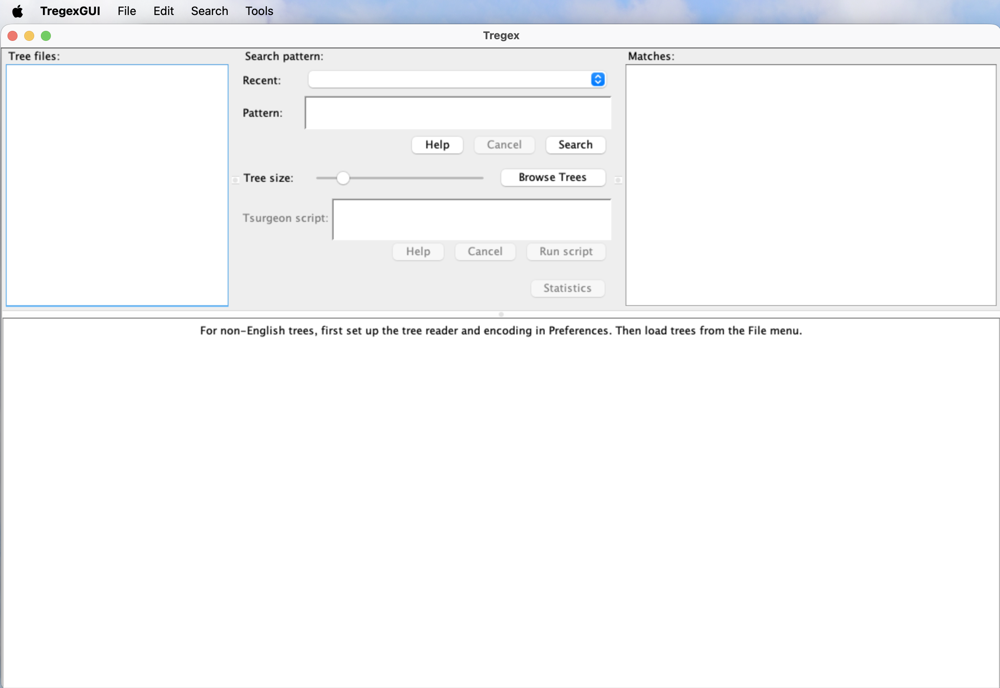 TregexGUI File Edit Search Tools
Tregex
Tree files:
Search pattern:
Recent:
Pattern:
Help Cancel Search
Tree size: Browse Trees
Tsurgeon script:
Help Cancel Run script
Statistics
Matches:
For non-English trees, first set up the tree reader and encoding in Preferences. Then load trees from the File menu.